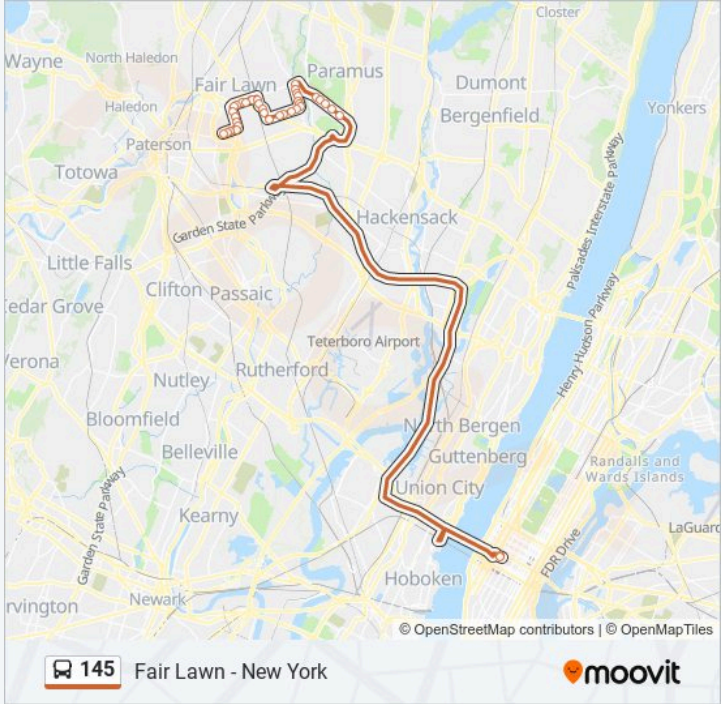 Closter
Wayne
North Haledon
Paramus
Fair Lawn
Dumont
Haledon
Bergenfield
Yonkers
Paterson
Totowa
Palisades Interstate Parkway
Hackensack
Garden State Parkw
Little Falls
Clifton
Passaic
Cedar Grove
Henry Hudson Parkway
Teterboro Airport
Verona
Rutherford
Nutley
Bloomfield
North Bergen
Guttenberg
Belleville
Randalls and
Wards Islands
Union City
Garden State Parkway
Kearny
LaGuard
FDR Drive
Hoboken
Newark
rvington
© OpenStreetMap contributors | © OpenMapTiles
145 Fair Lawn - New York
moovit